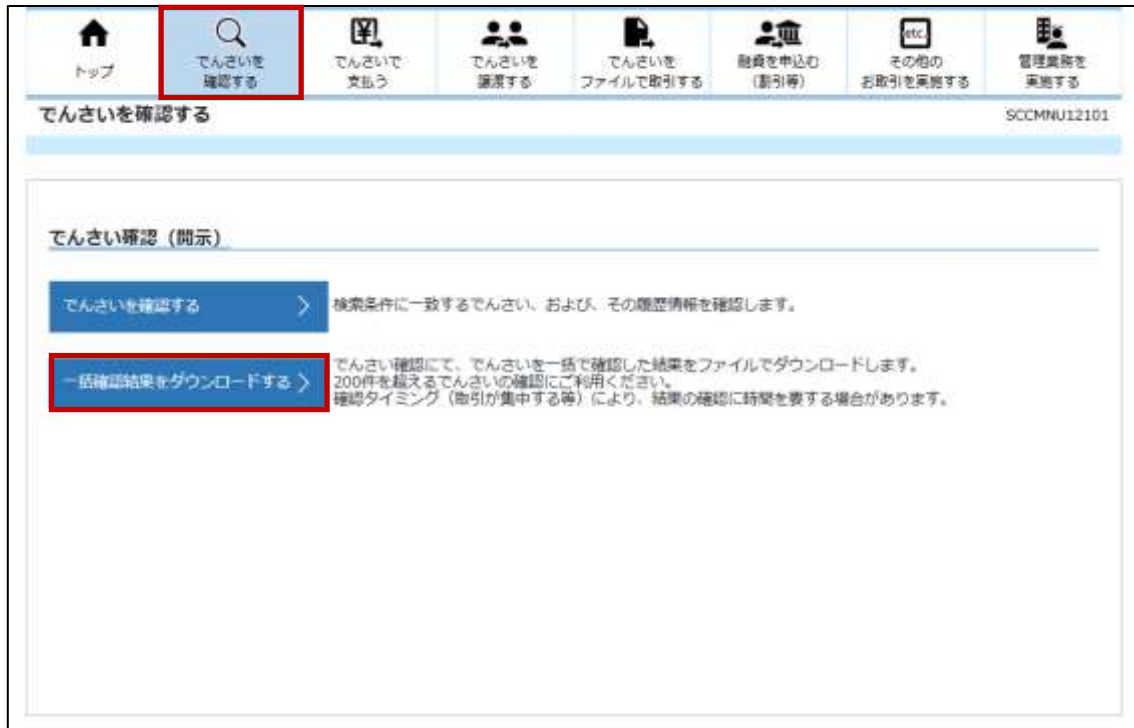 トップ
でんさいを
確認する
でんさいで
支払う
でんさいを
譲渡する
でんさいを
ファイルで取引する
融資を申込む
(割引等)
etc.
その他の
お取引を実施する
管理業務を
実施する
でんさいを確認する
SCCMNU12101
でんさい確認（開示）
でんさいを確認する
検索条件に一致するでんさい、および、その履歴情報を確認します。
一括確認結果をダウンロードする
でんさい確認にて、でんさいを一括で確認した結果をファイルでダウンロードします。
200件を超えるでんさいの確認にご利用ください。
確認タイミング（取引が集中する等）により、結果の確認に時間を要する場合があります。